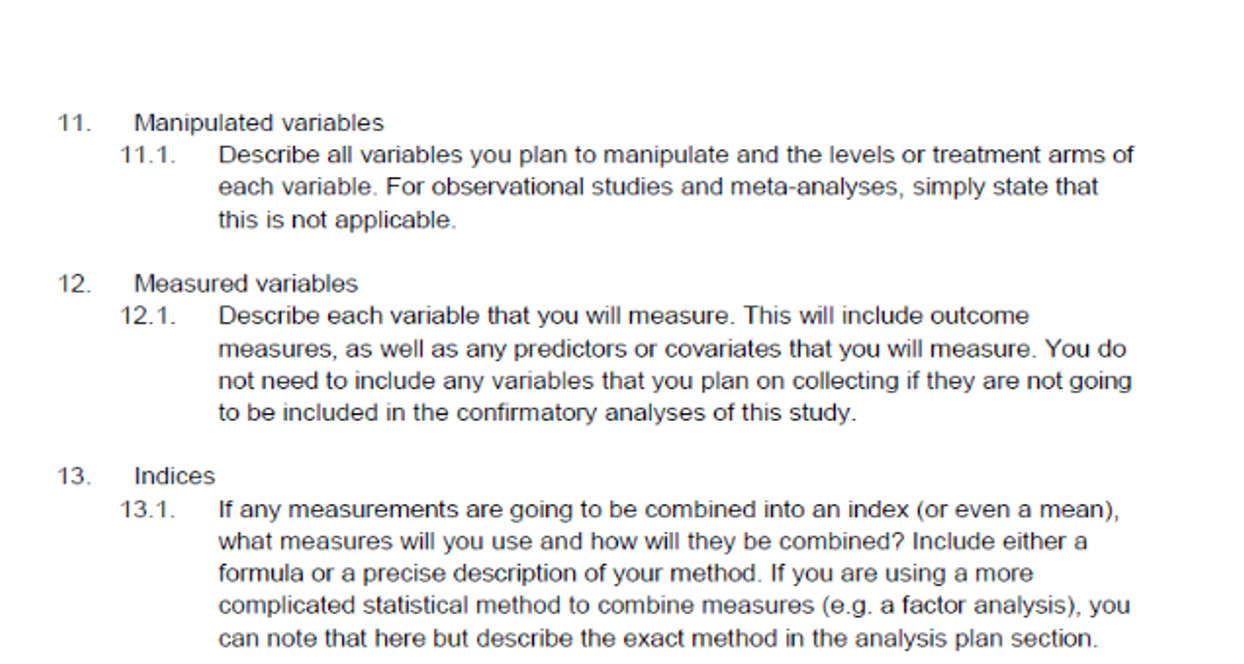 11. Manipulated variables
11.1. Describe all variables you plan to manipulate and the levels or treatment arms of
each variable. For observational studies and meta-analyses, simply state that
this is not applicable.
12. Measured variables
12.1. Describe each variable that you will measure. This will include outcome
measures, as well as any predictors or covariates that you will measure. You do
not need to include any variables that you plan on collecting if they are not going
to be included in the confirmatory analyses of this study.
13. Indices
13.1. If any measurements are going to be combined into an index (or even a mean),
what measures will you use and how will they be combined? Include either a
formula or a precise description of your method. If you are using a more
complicated statistical method to combine measures (e.g. a factor analysis), you
can note that here but describe the exact method in the analysis plan section.